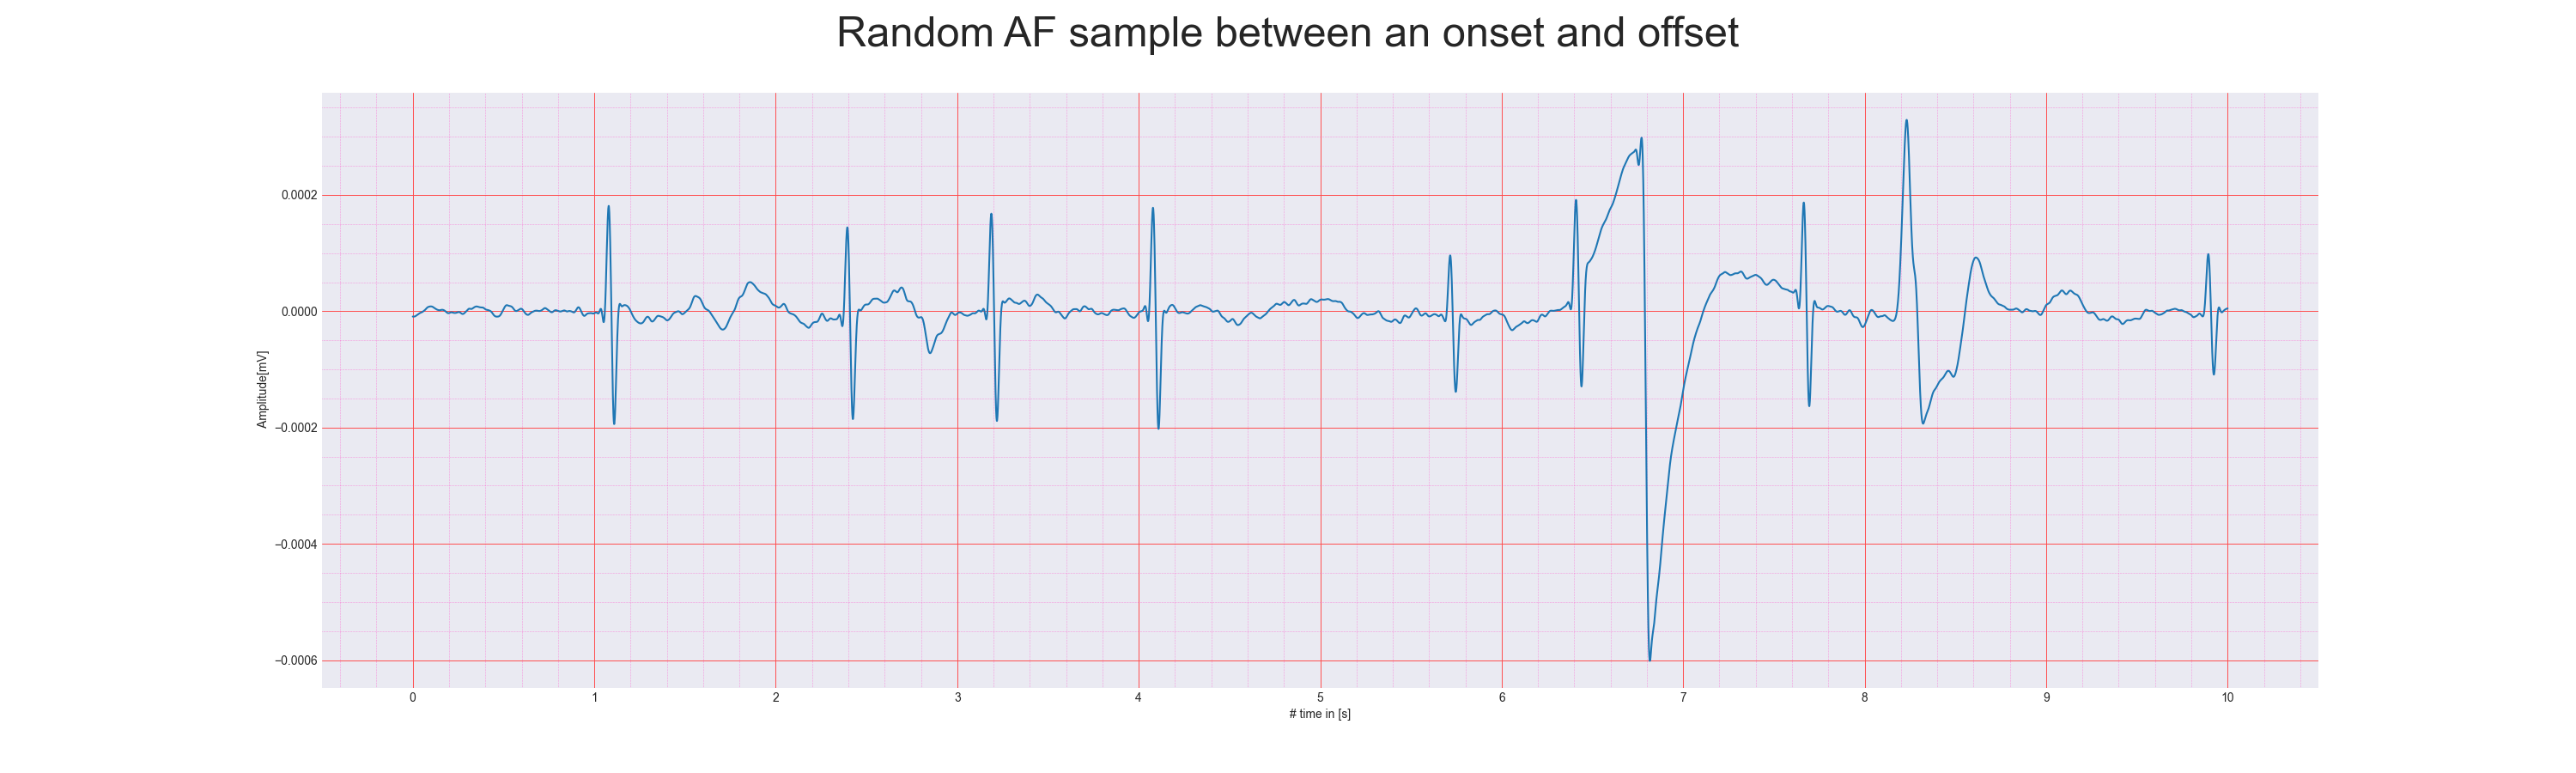 Random AF sample between an onset and offset
0.0002
0.0000
−0.0002
−0.0004
−0.0006
Amplitude[mV]
0 1 2 3 4 5 6 7 8 9 10
# time in [s]